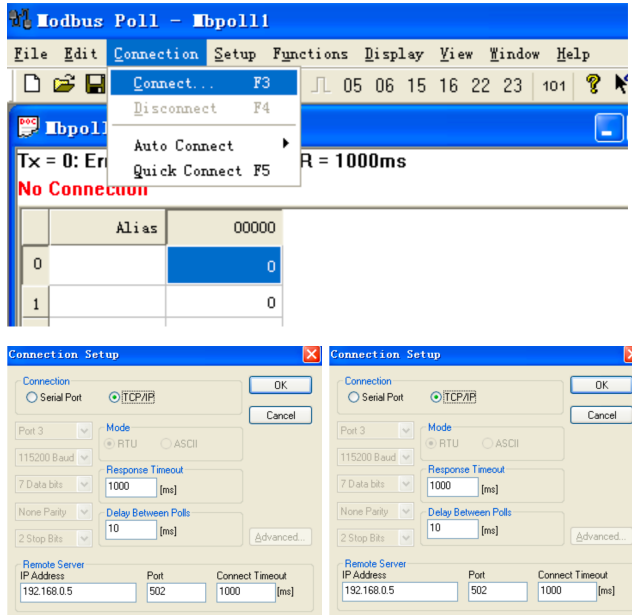 Modbus Poll - Mbpoll1
File Edit Connection Setup Functions Display View Window Help
05 06 15 16 22 23 101
Connect... F3
Disconnect F4
Auto Connect
Quick Connect F5
Tx = 0: R = 1000ms
No Connection
Alias 00000
0 0
1 0
Connection Setup
Connection
Serial Port TCP/IP
OK
Cancel
Port 3
Mode
RTU ASCII
115200 Baud
Response Timeout
7 Data bits
1000 [ms]
None Parity
Delay Between Polls
2 Stop Bits
10 [ms]
Advanced...
Remote Server
IP Address Port Connect Timeout
192.168.0.5 502 1000 [ms]
Connection Setup
Connection
Serial Port TCP/IP
OK
Cancel
Port 3
Mode
RTU ASCII
115200 Baud
Response Timeout
7 Data bits
1000 [ms]
None Parity
Delay Between Polls
2 Stop Bits
10 [ms]
Advanced...
Remote Server
IP Address Port Connect Timeout
192.168.0.5 502 1000 [ms]